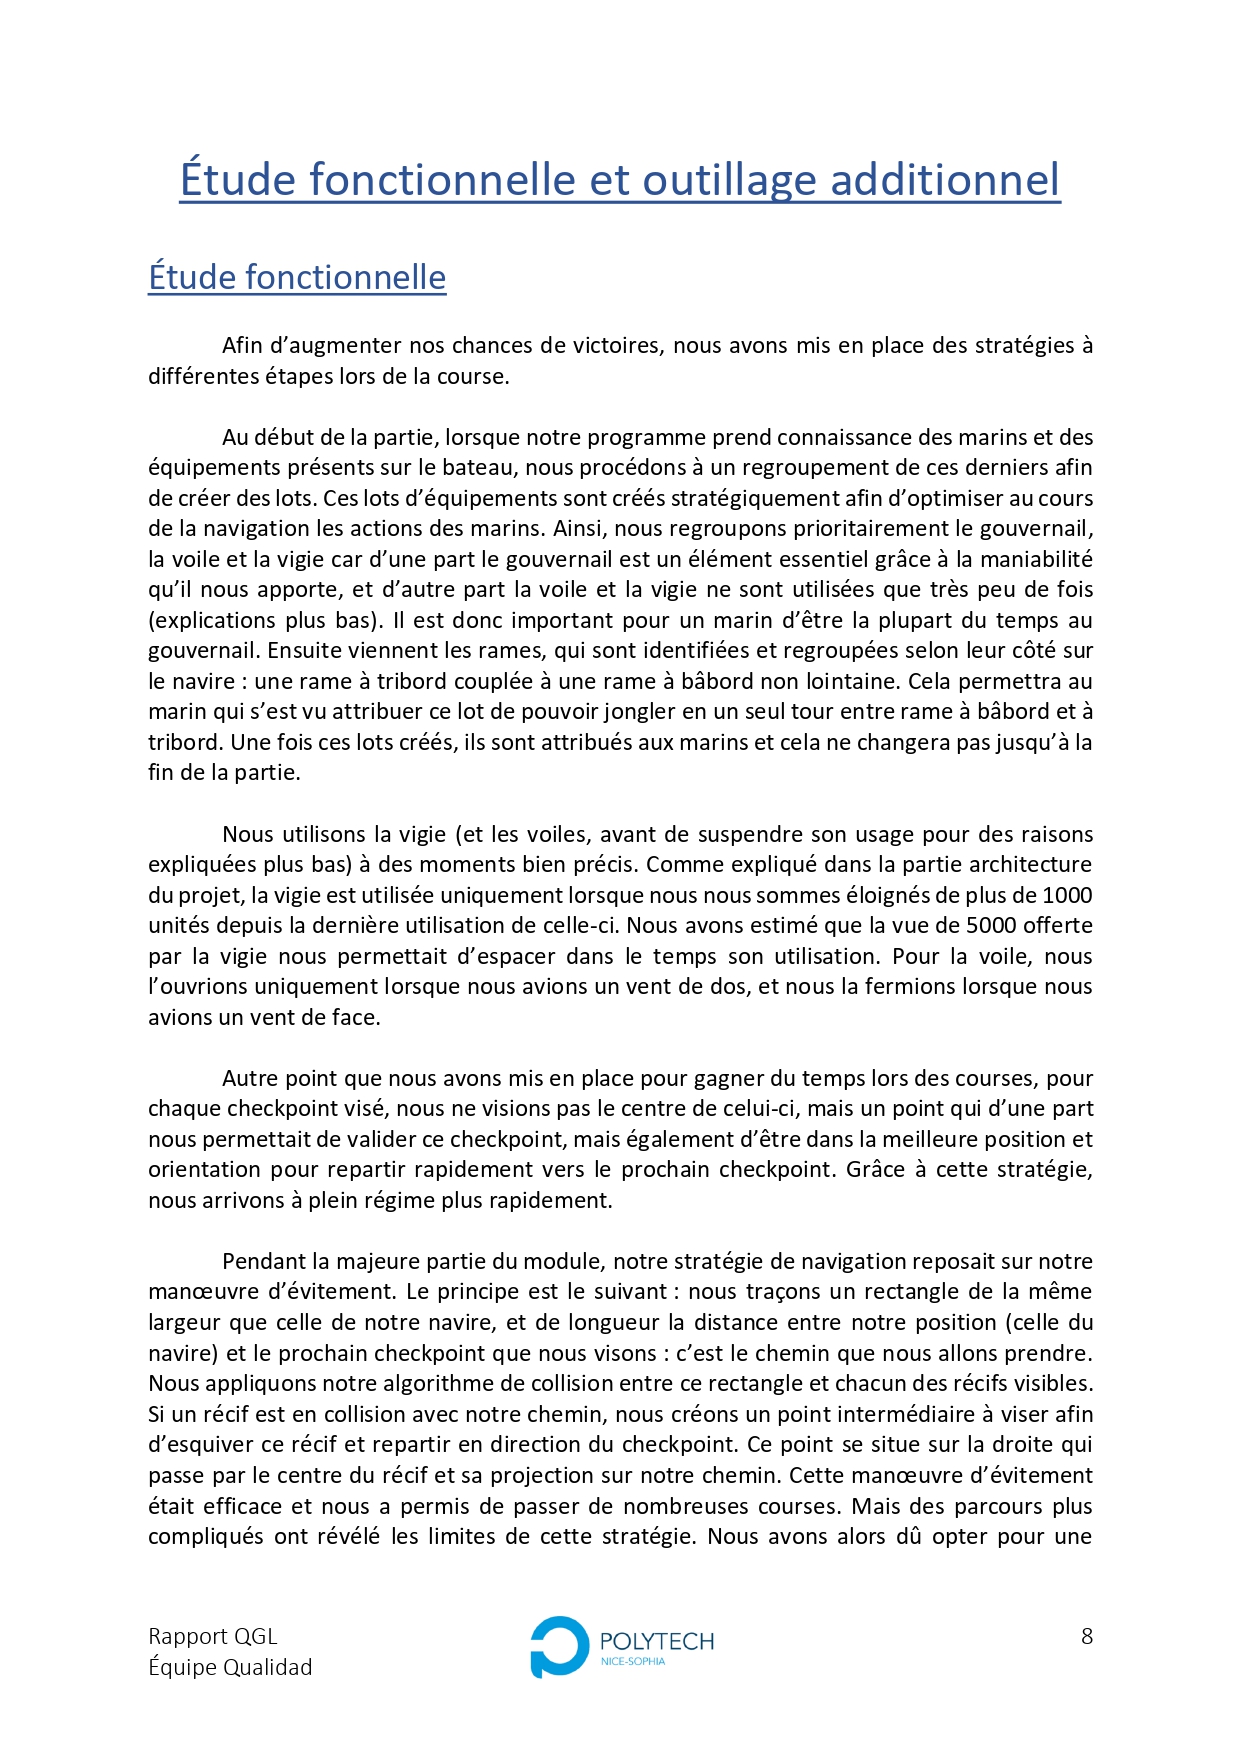 Étude fonctionnelle et outillage additionnel
Étude fonctionnelle
Afin d’augmenter nos chances de victoires, nous avons mis en place des stratégies à
différentes étapes lors de la course.
Au début de la partie, lorsque notre programme prend connaissance des marins et des
équipements présents sur le bateau, nous procédons à un regroupement de ces derniers afin
de créer des lots. Ces lots d’équipements sont créés stratégiquement afin d’optimiser au cours
de la navigation les actions des marins. Ainsi, nous regroupons prioritairement le gouvernail,
la voile et la vigie car d’une part le gouvernail est un élément essentiel grâce à la maniabilité
qu’il nous apporte, et d’autre part la voile et la vigie ne sont utilisées que très peu de fois
(explications plus bas). Il est donc important pour un marin d’être la plupart du temps au
gouvernail. Ensuite viennent les rames, qui sont identifiées et regroupées selon leur côté sur
le navire : une rame à tribord couplée à une rame à bâbord non lointaine. Cela permettra au
marin qui s’est vu attribuer ce lot de pouvoir jongler en un seul tour entre rame à bâbord et à
tribord. Une fois ces lots créés, ils sont attribués aux marins et cela ne changera pas jusqu’à la
fin de la partie.
Nous utilisons la vigie (et les voiles, avant de suspendre son usage pour des raisons
expliquées plus bas) à des moments bien précis. Comme expliqué dans la partie architecture
du projet, la vigie est utilisée uniquement lorsque nous nous sommes éloignés de plus de 1000
unités depuis la dernière utilisation de celle-ci. Nous avons estimé que la vue de 5000 offerte
par la vigie nous permettait d’espacer dans le temps son utilisation. Pour la voile, nous
l’ouvrions uniquement lorsque nous avions un vent de dos, et nous la fermions lorsque nous
avions un vent de face.
Autre point que nous avons mis en place pour gagner du temps lors des courses, pour
chaque checkpoint visé, nous ne visions pas le centre de celui-ci, mais un point qui d’une part
nous permettait de valider ce checkpoint, mais également d’être dans la meilleure position et
orientation pour repartir rapidement vers le prochain checkpoint. Grâce à cette stratégie,
nous arrivons à plein régime plus rapidement.
Pendant la majeure partie du module, notre stratégie de navigation reposait sur notre
manœuvre d’évitement. Le principe est le suivant : nous traçons un rectangle de la même
largeur que celle de notre navire, et de longueur la distance entre notre position (celle du
navire) et le prochain checkpoint que nous visons : c’est le chemin que nous allons prendre.
Nous appliquons notre algorithme de collision entre ce rectangle et chacun des récifs visibles.
Si un récif est en collision avec notre chemin, nous créons un point intermédiaire à viser afin
d’esquiver ce récif et repartir en direction du checkpoint. Ce point se situe sur la droite qui
passe par le centre du récif et sa projection sur notre chemin. Cette manœuvre d’évitement
était efficace et nous a permis de passer de nombreuses courses. Mais des parcours plus
compliqués ont révélé les limites de cette stratégie. Nous avons alors dû opter pour une
Rapport QGL
Équipe Qualidad
POLYTECH
NICE-SOPHIA
8